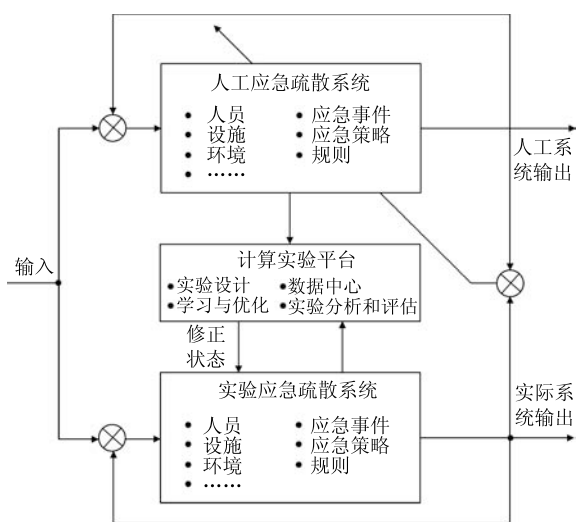 人工应急疏散系统
● 人员
● 设施
● 环境
● ……
● 应急事件
● 应急策略
● 规则
人工系
统输出
输入
计算实验平台
●实验设计
●学习与优化
●数据中心
●实验分析和评估
修正
状态
实验应急疏散系统
● 人员
● 设施
● 环境
● ……
● 应急事件
● 应急策略
● 规则
实际系
统输出